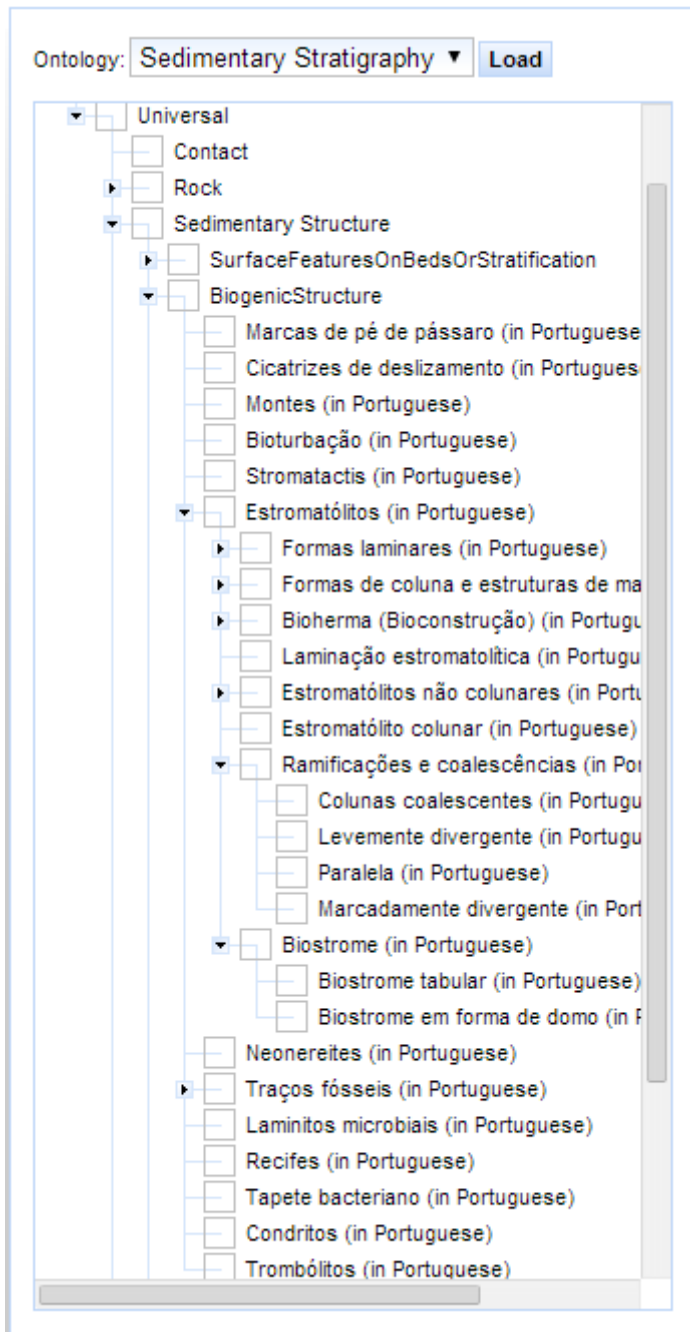 Ontology: Sedimentary Stratigraphy Load
Universal
Contact
Rock
Sedimentary Structure
SurfaceFeaturesOnBedsOrStratification
BiogenicStructure
Marcas de pé de pássaro (in Portuguese
Cicatrizes de deslizamento (in Portugues
Montes (in Portuguese)
Bioturbação (in Portuguese)
Stromatactis (in Portuguese)
Estromatólitos (in Portuguese)
Formas laminares (in Portuguese)
Formas de coluna e estruturas de ma
Bioherma (Bioconstrução) (in Portugu
Laminação estromatolítica (in Portugu
Estromatólitos não colunares (in Portu
Estromatólito colunar (in Portuguese)
Ramificações e coalescências (in Por
Colunas coalescentes (in Portugu
Levemente divergente (in Portugu
Paralela (in Portuguese)
Marcadamente divergente (in Port
Biostrome (in Portuguese)
Biostrome tabular (in Portuguese)
Biostrome em forma de domo (in P
Neonereites (in Portuguese)
Traços fósseis (in Portuguese)
Laminitos microbiais (in Portuguese)
Recifes (in Portuguese)
Tapete bacteriano (in Portuguese)
Condritos (in Portuguese)
Trombólitos (in Portuguese)